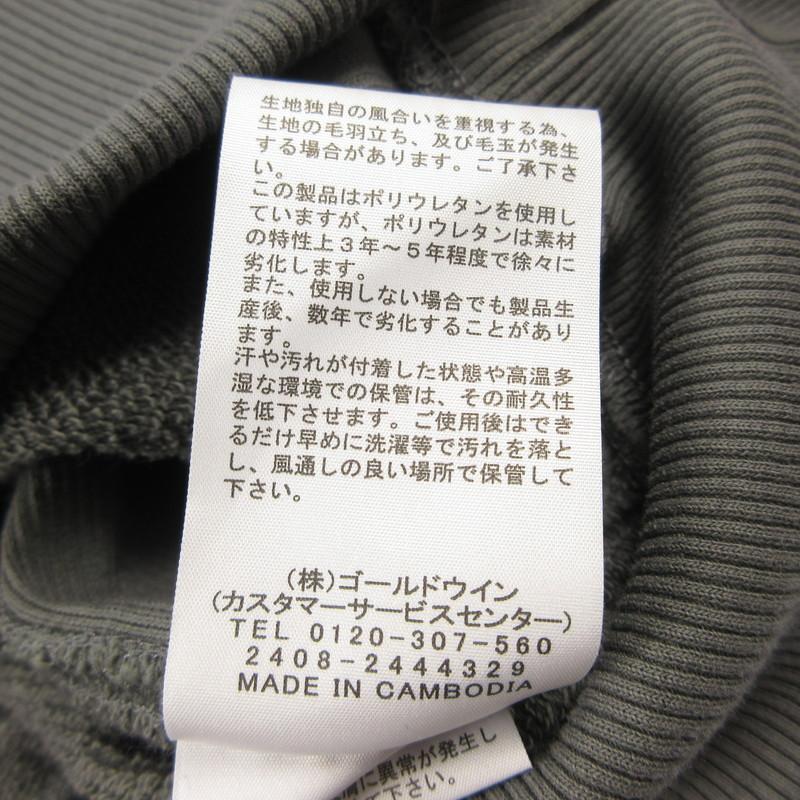 生地独自の風合いを重視する為、
生地の毛羽立ち、及び毛玉が発生
する場合があります。ご了承下さ
い。
この製品はポリウレタンを使用し
ていますが、ポリウレタンは素材
の特性上３年～５年程度で徐々に
劣化します。
また、使用しない場合でも製品生
産後、数年で劣化することがあり
ます。
汗や汚れが付着した状態や高温多
湿な環境での保管は、その耐久性
を低下させます。ご使用後はでき
るだけ早めに洗濯等で汚れを落と
し、風通しの良い場所で保管して
下さい。
(株)ゴールドウイン
(カスタマーサービスセンター)
TEL 0120-307-560
2408-2444329
MADE IN CAMBODIA
に異常が発生し
下さい。